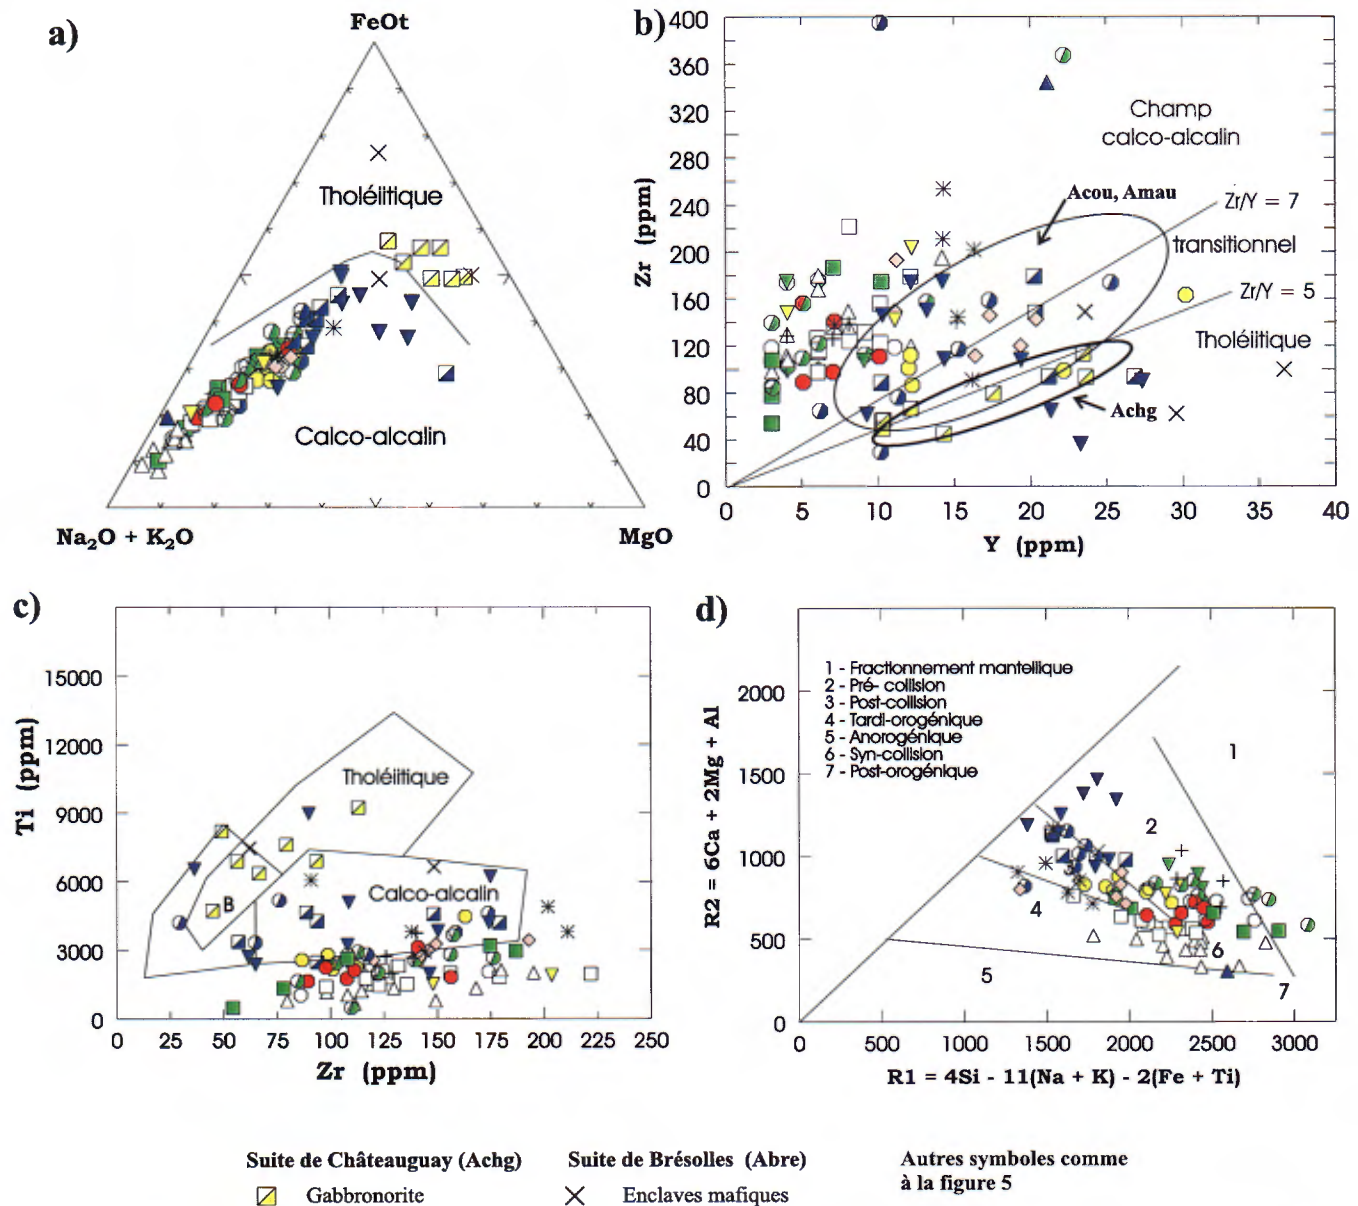 a)
FeOt
Tholéiitique
Calco-alcalin
Na₂O + K₂O
MgO
b)
400
360
320
280
240
200
160
120
80
40
0
Zr (ppm)
Champ
calco-alcalin
Acou, Amau
Zr/Y = 7
transitionnel
Zr/Y = 5
Tholéiitique
Achg
0
5
10
15
20
25
30
35
40
Y (ppm)
c)
15000
12000
9000
6000
3000
0
Ti (ppm)
Tholéiitique
Calco-alcalin
B
0
25
50
75
100
125
150
175
200
225
250
Zr (ppm)
d)
2000
1500
1000
500
0
R2 = 6Ca + 2Mg + Al
1 - Fractionnement mantellique
2 - Pré- collision
3 - Post-collision
4 - Tardi-orogénique
5 - Anorogénique
6 - Syn-collision
7 - Post-orogénique
1
2
3
4
5
6
7
0
500
1000
1500
2000
2500
3000
R1 = 4Si - 11(Na + K) - 2(Fe + Ti)
Suite de Châteauguay (Achg)
Gabbronorite
Suite de Brésolles (Abre)
Enclaves mafiques
Autres symboles comme
à la figure 5